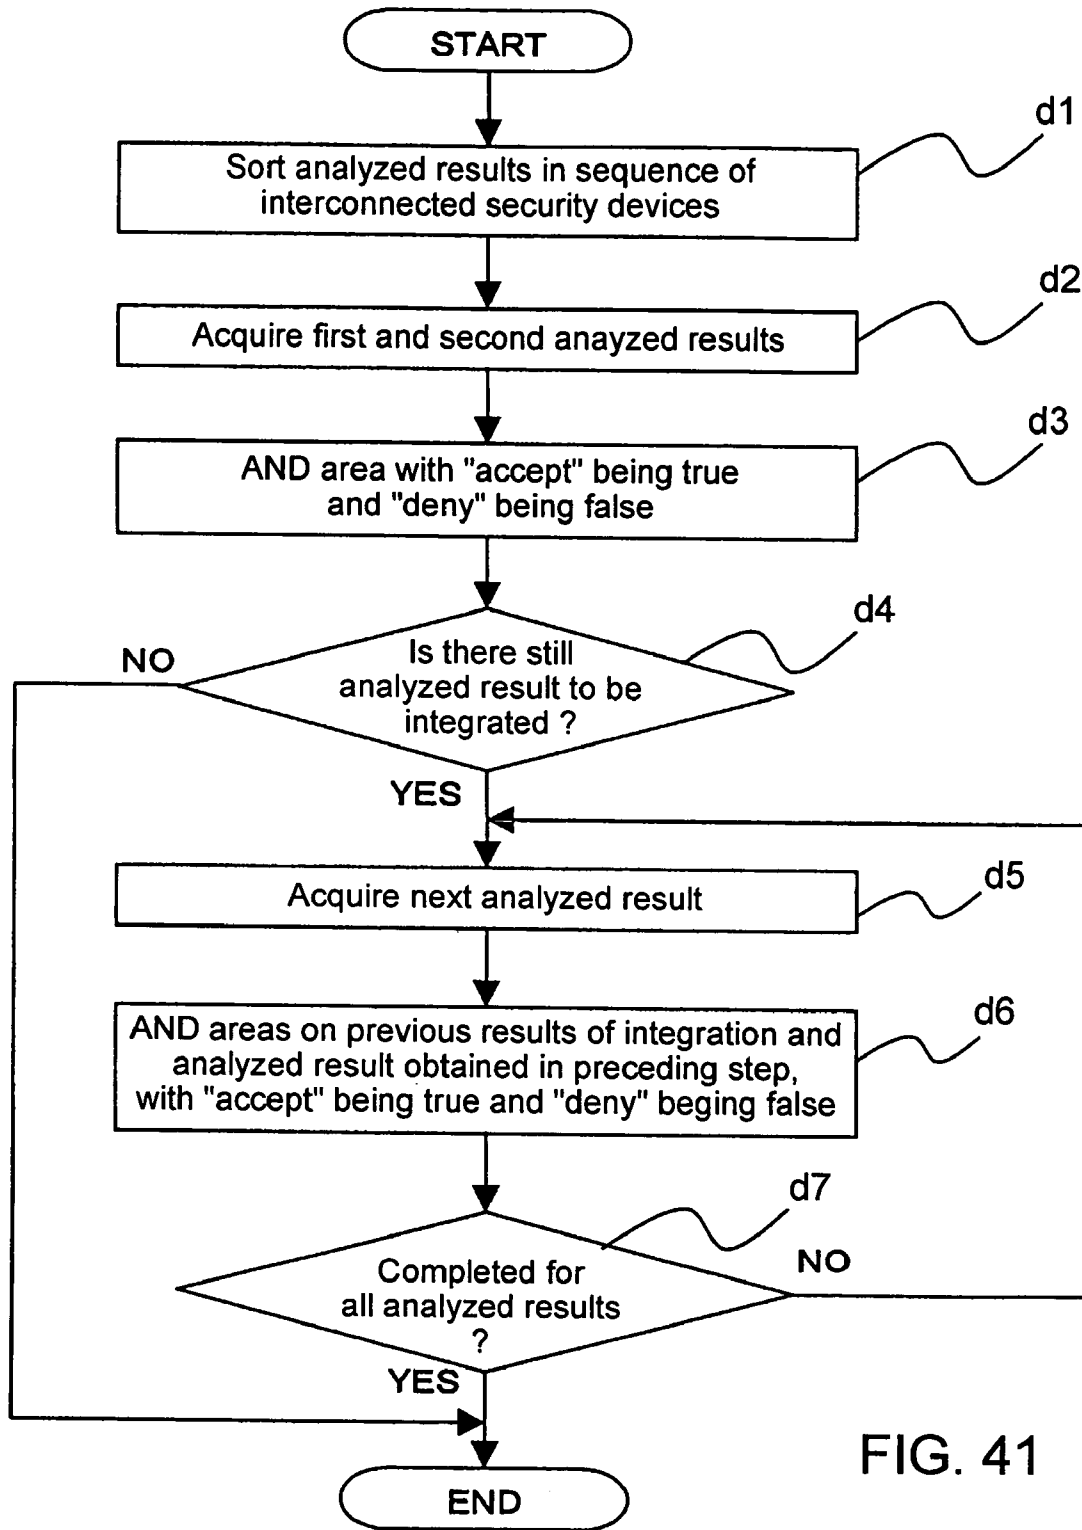 START
d1
Sort analyzed results in sequence of
interconnected security devices
d2
Acquire first and second anayzed results
d3
AND area with "accept" being true
and "deny" being false
d4
NO
Is there still
analyzed result to be
integrated ?
YES
d5
Acquire next analyzed result
d6
AND areas on previous results of integration and
analyzed result obtained in preceding step,
with "accept" being true and "deny" beging false
d7
NO
Completed for
all analyzed results
?
YES
FIG. 41
END